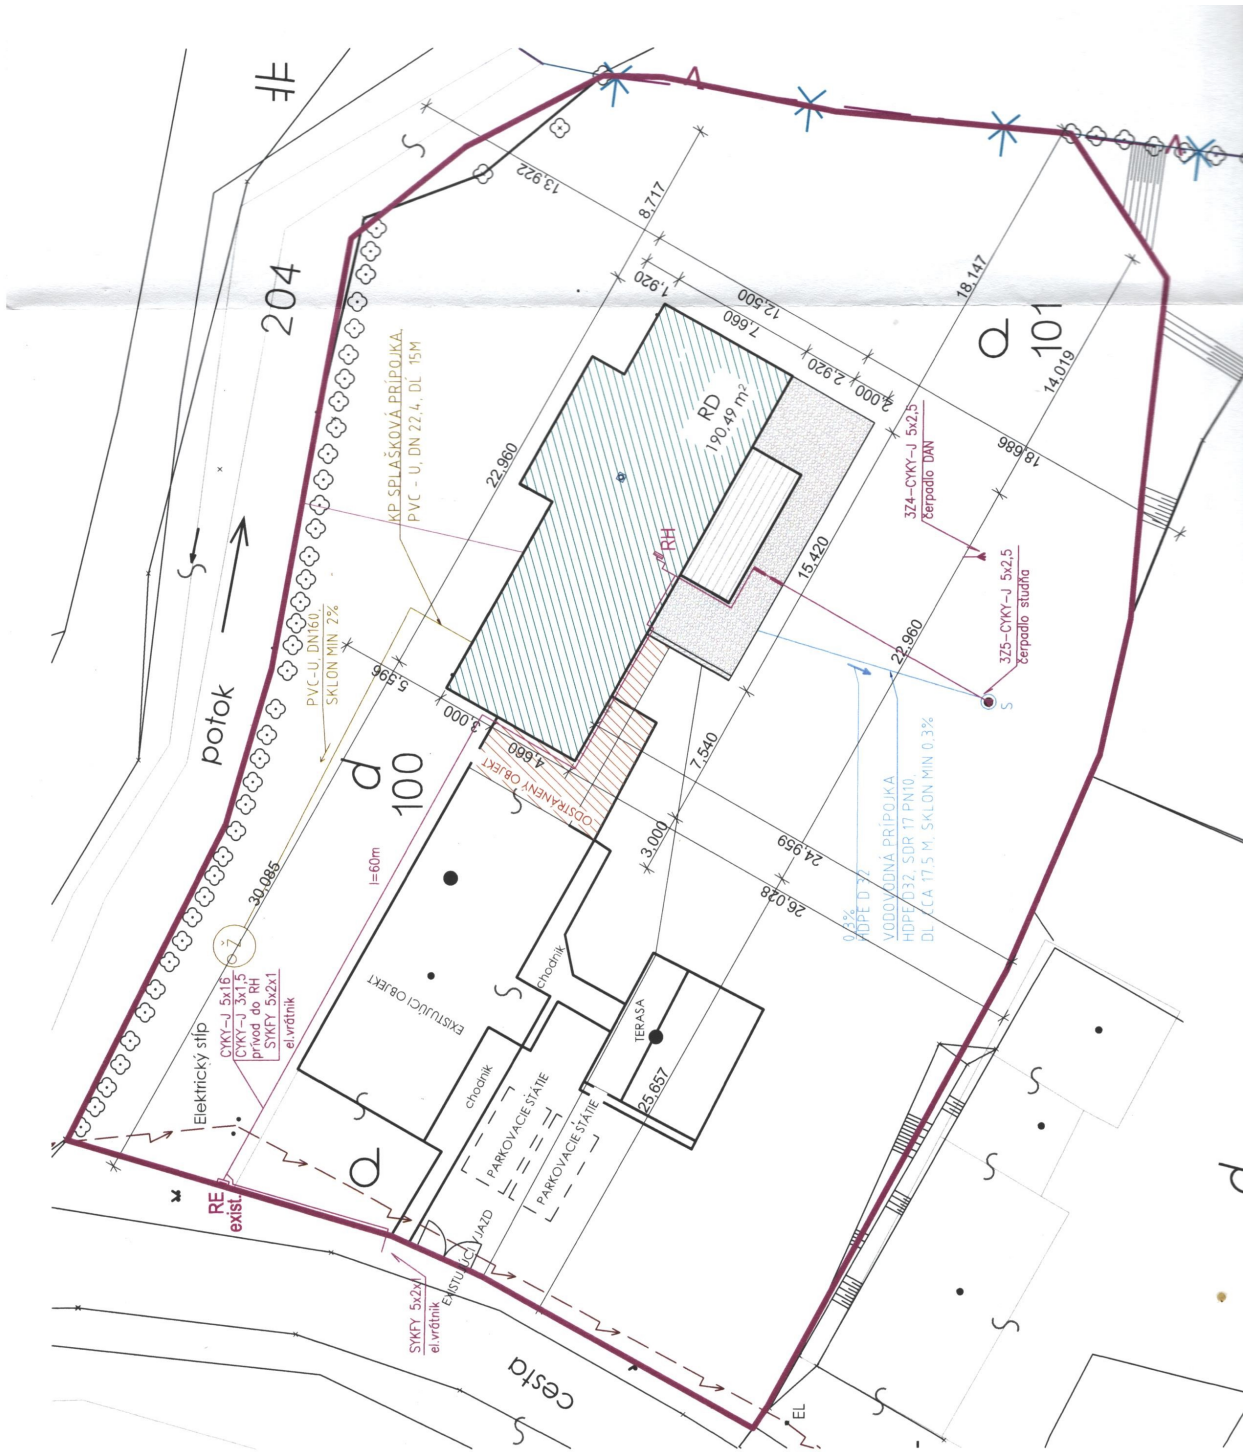 204
13,922
8,717
1,920
12,500
7,660
2,920
2,000
18,147
101
14,019
18,686
KP SPLAŠKOVÁ PRÍPOJKA,
PVC - U, DN 22,4, DĹ 15M
22,960
RD
190,49 m²
3Z4-CYKY-J 5x2,5
čerpadlo DAN
3Z5-CYKY-J 5x2,5
čerpadlo studňa
RH
15,420
22,960
S
PVC-U, DN160,
SKLON MIN 2%
potok
5,596
3,000
4,660
d
100
ODSTRÁNENÝ OBJEKT
7,540
3,000
24,959
26,028
0,3%
HDPE D 32
VODOVODNÁ PRÍPOJKA
HDPE D32, SDR 17 PN10,
DL CCA 17,5 M, SKLON MIN 0,3%
l=60m
30,085
Ž
CYKY-J 5x16
CYKY-J 3x1,5
prívod do RH
SYKFY 5x2x1
el.vrátnik
Elektrický stĺp
EXISTUJÚCI OBJEKT
chodník
chodník
TERASA
25,657
PARKOVACIE STÁTIE
PARKOVACIE STÁTIE
RE
exist.
EXISTUJÚCI VJAZD
SYKFY 5x2x1
el.vrátnik
cesta
EL